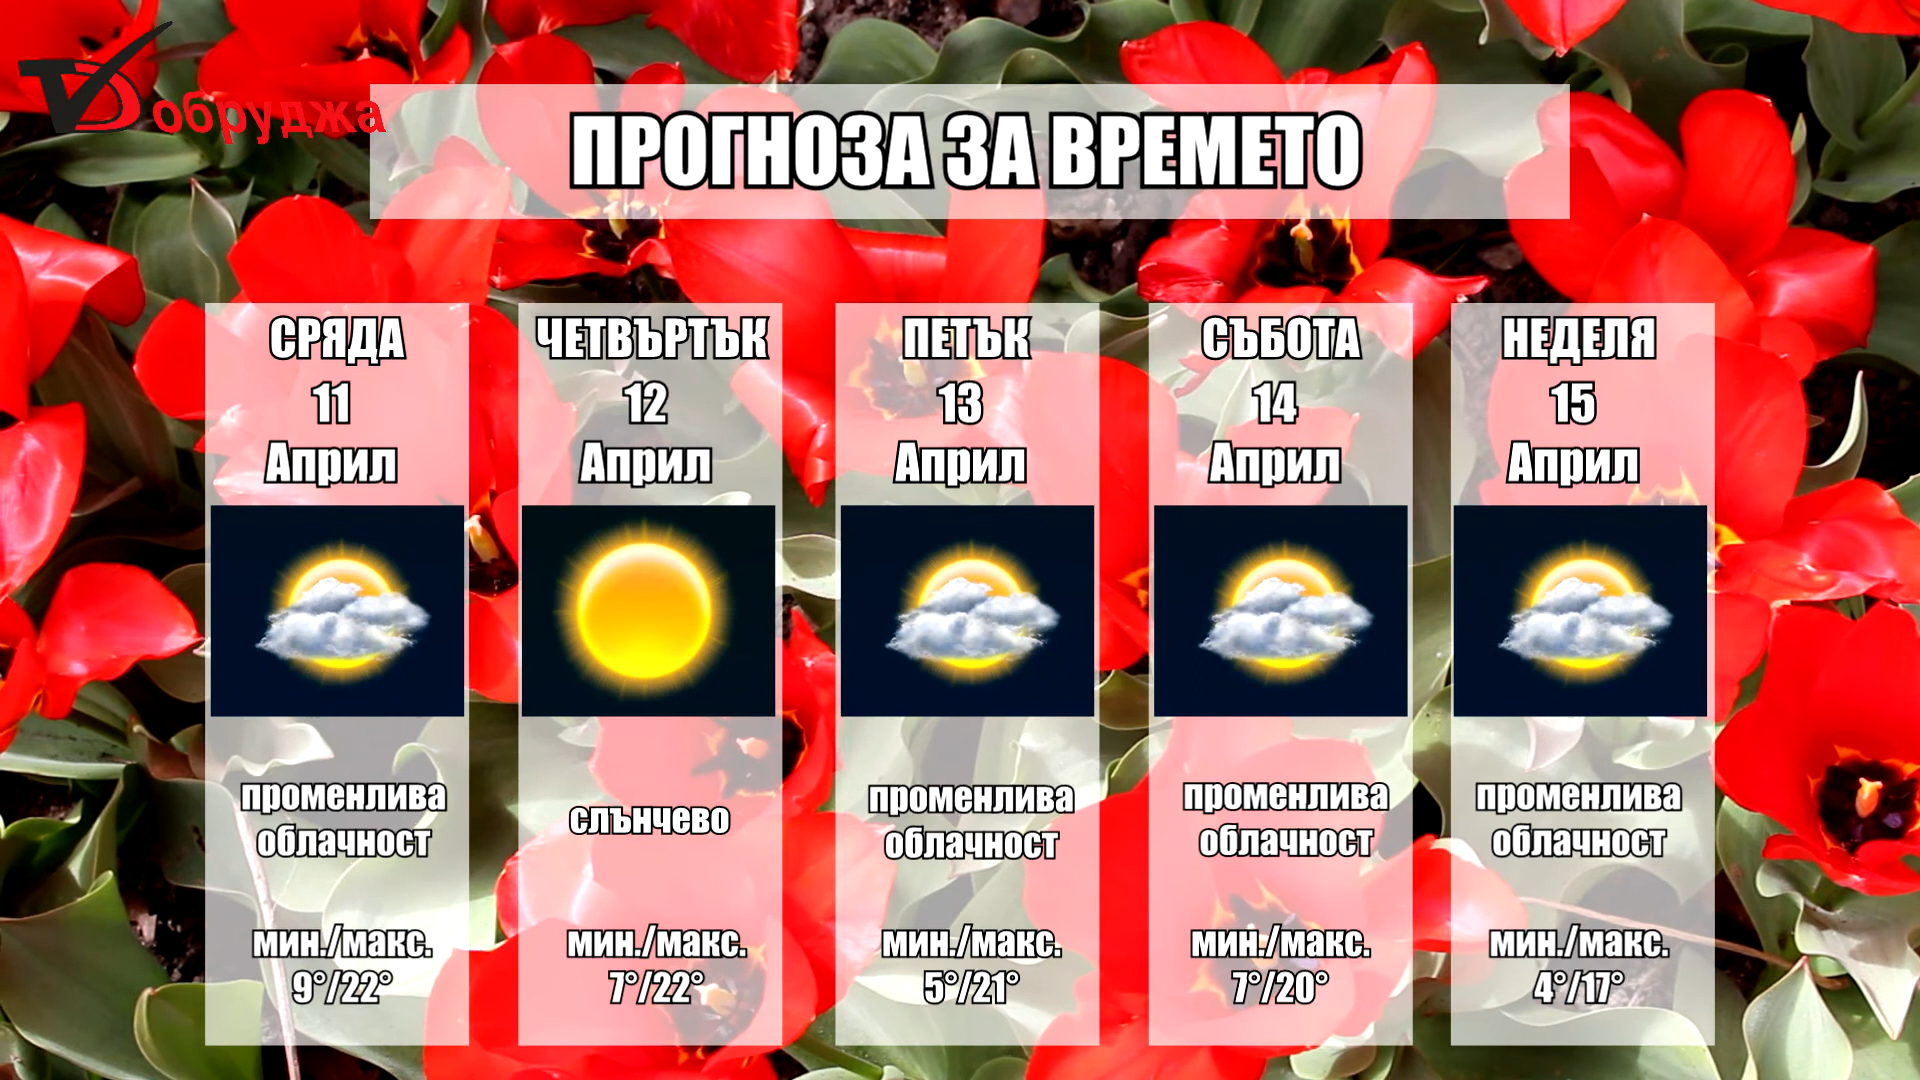 Добруджа
ПРОГНОЗА ЗА ВРЕМЕТО
СРЯДА
11
Април
променлива
облачност
мин./макс.
9°/22°
ЧЕТВЪРТЪК
12
Април
слънчево
мин./макс.
7°/22°
ПЕТЪК
13
Април
променлива
облачност
мин./макс.
5°/21°
СЪБОТА
14
Април
променлива
облачност
мин./макс.
7°/20°
НЕДЕЛЯ
15
Април
променлива
облачност
мин./макс.
4°/17°